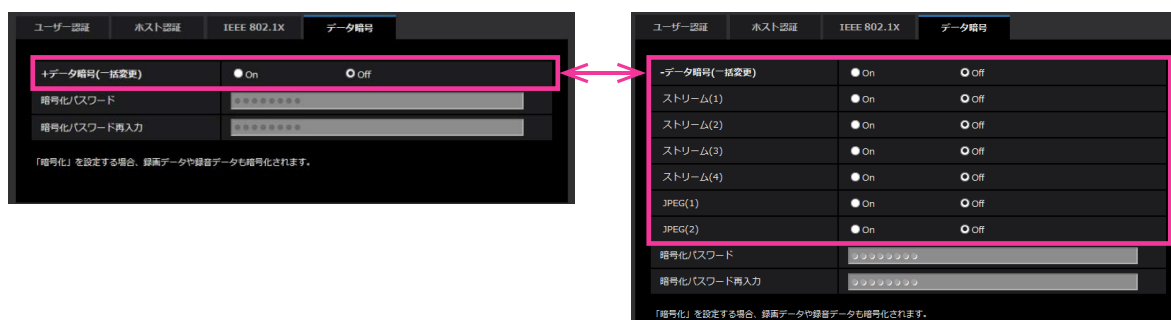 ユーザー認証 ホスト認証 IEEE 802.1X データ暗号
+データ暗号(一括変更) On Off
暗号化パスワード
暗号化パスワード再入力
「暗号化」を設定する場合、録画データや録音データも暗号化されます。
ユーザー認証 ホスト認証 IEEE 802.1X データ暗号
-データ暗号(一括変更) On Off
ストリーム(1) On Off
ストリーム(2) On Off
ストリーム(3) On Off
ストリーム(4) On Off
JPEG(1) On Off
JPEG(2) On Off
暗号化パスワード
暗号化パスワード再入力
「暗号化」を設定する場合、録画データや録音データも暗号化されます。